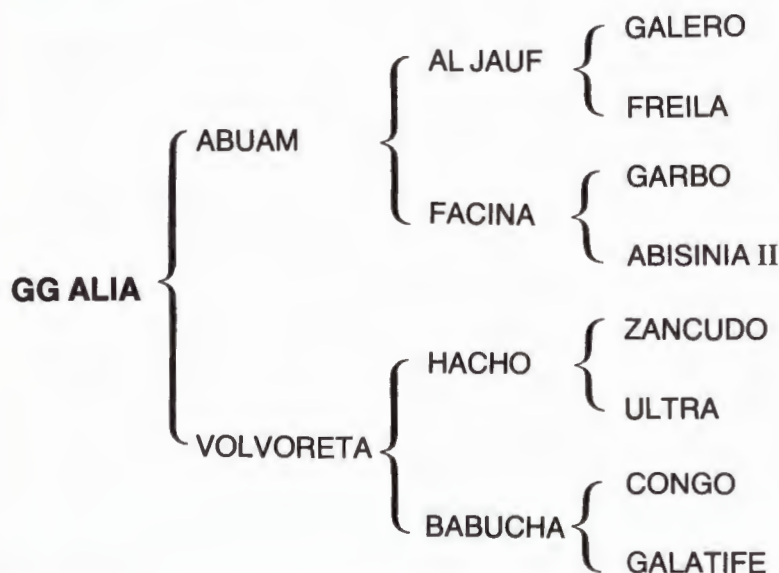 GALERO
AL JAUF
FREILA
ABUAM
GARBO
FACINA
ABISINIA II
GG ALIA
ZANCUDO
HACHO
ULTRA
VOLVORETA
CONGO
BABUCHA
GALATIFE